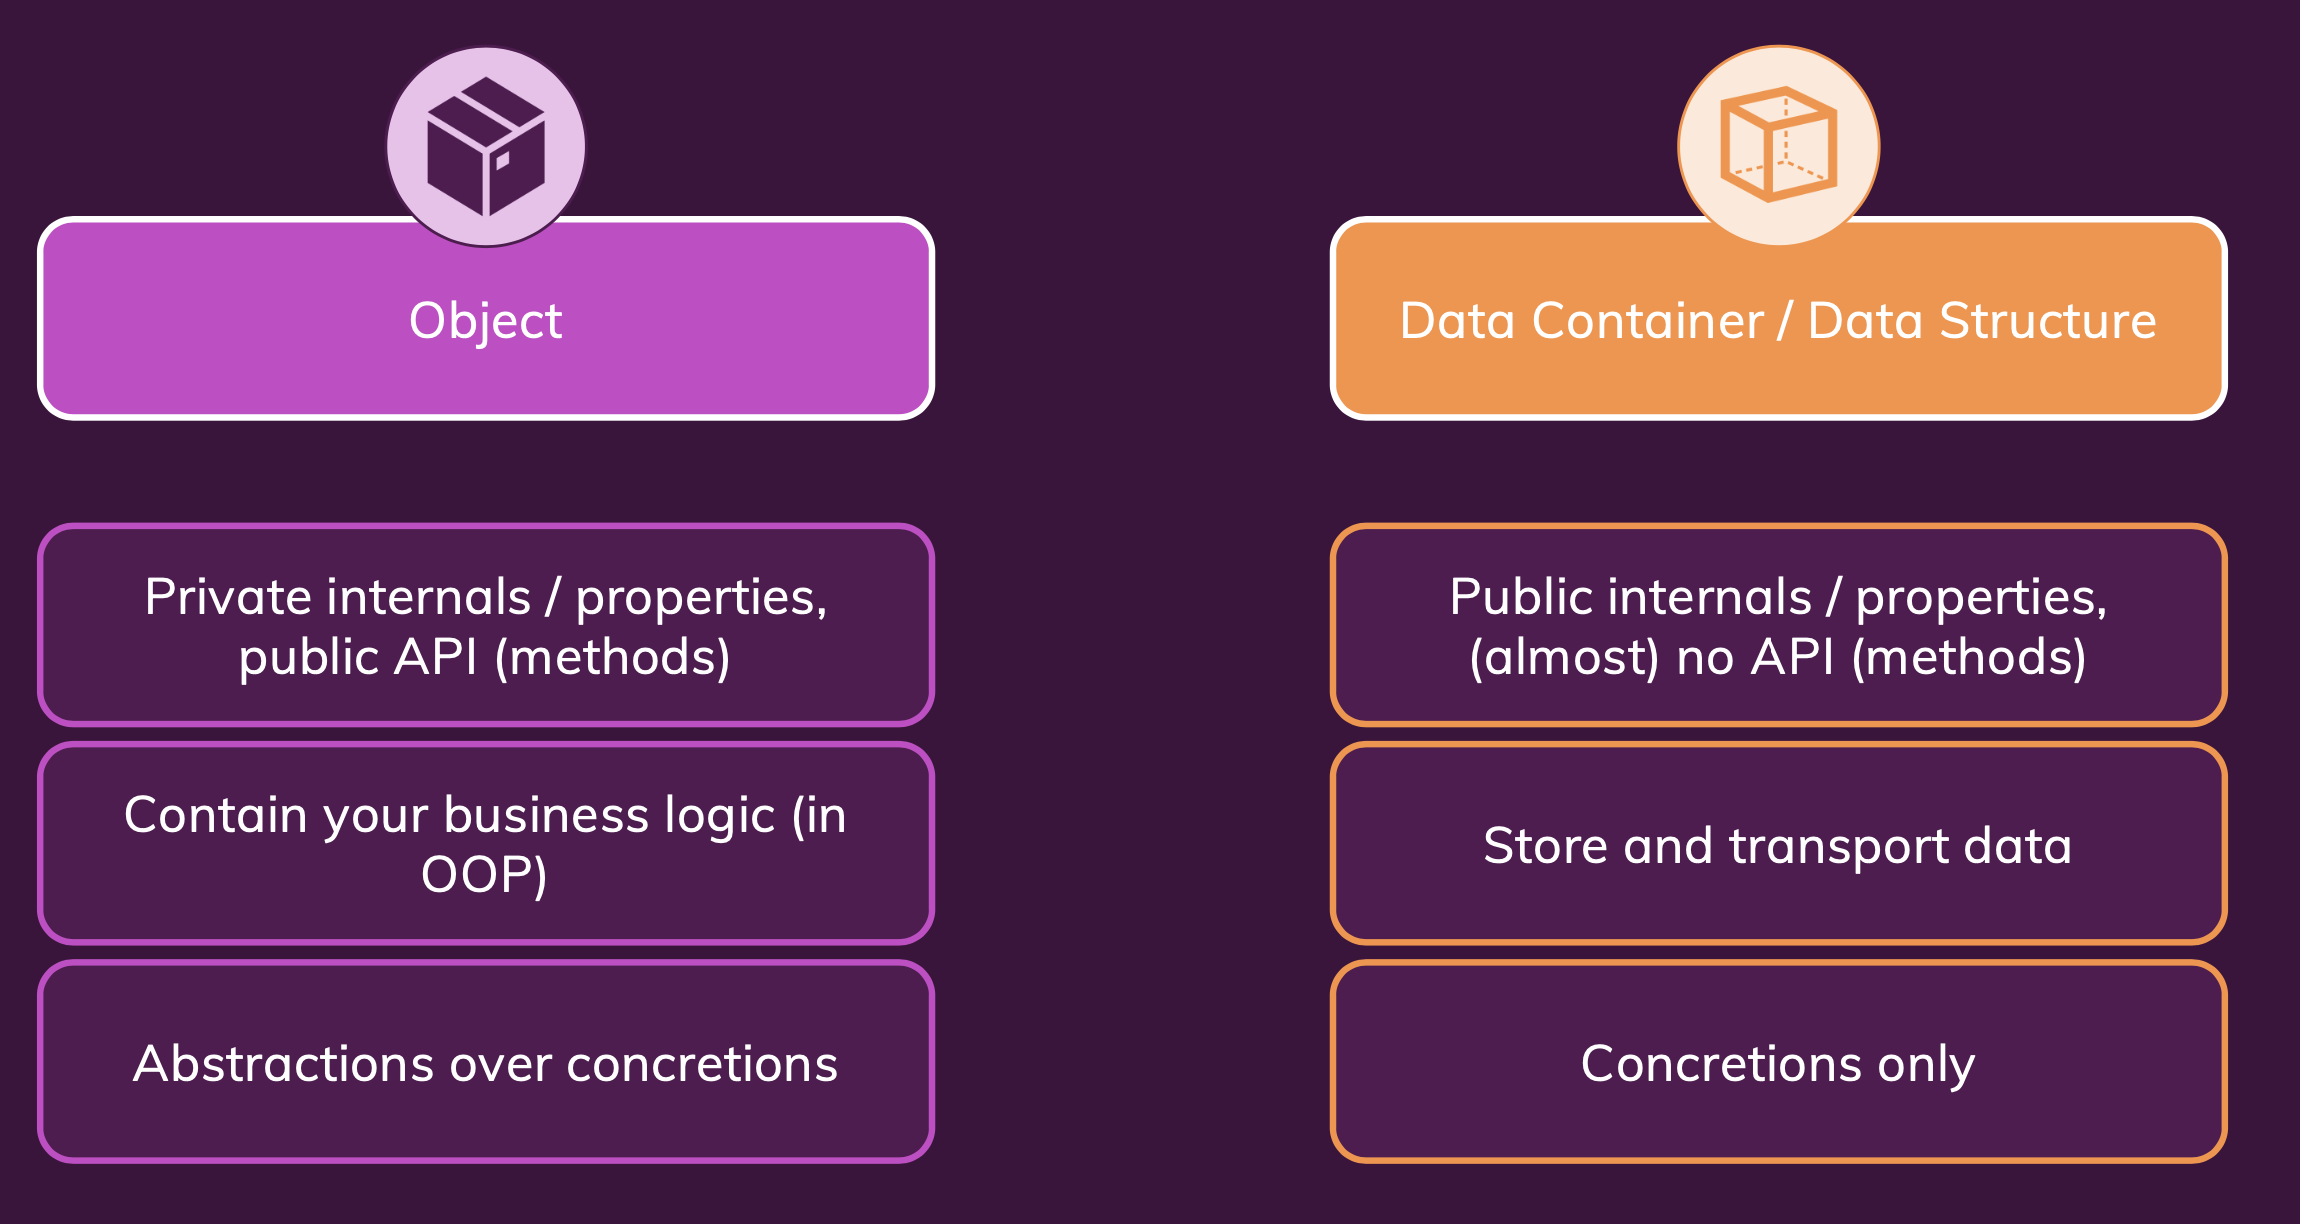 Object
Data Container / Data Structure
Private internals / properties,
public API (methods)
Public internals / properties,
(almost) no API (methods)
Contain your business logic (in
OOP)
Store and transport data
Abstractions over concretions
Concretions only